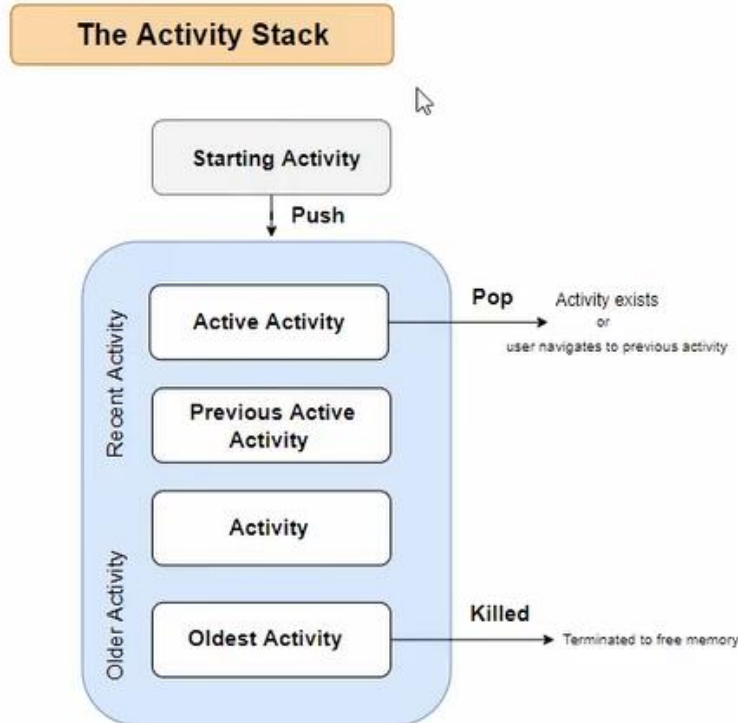 The Activity Stack
Starting Activity
Push
Recent Activity
Active Activity
Pop
Activity exists
or
user navigates to previous activity
Previous Active
Activity
Older Activity
Activity
Oldest Activity
Killed
Terminated to free memory